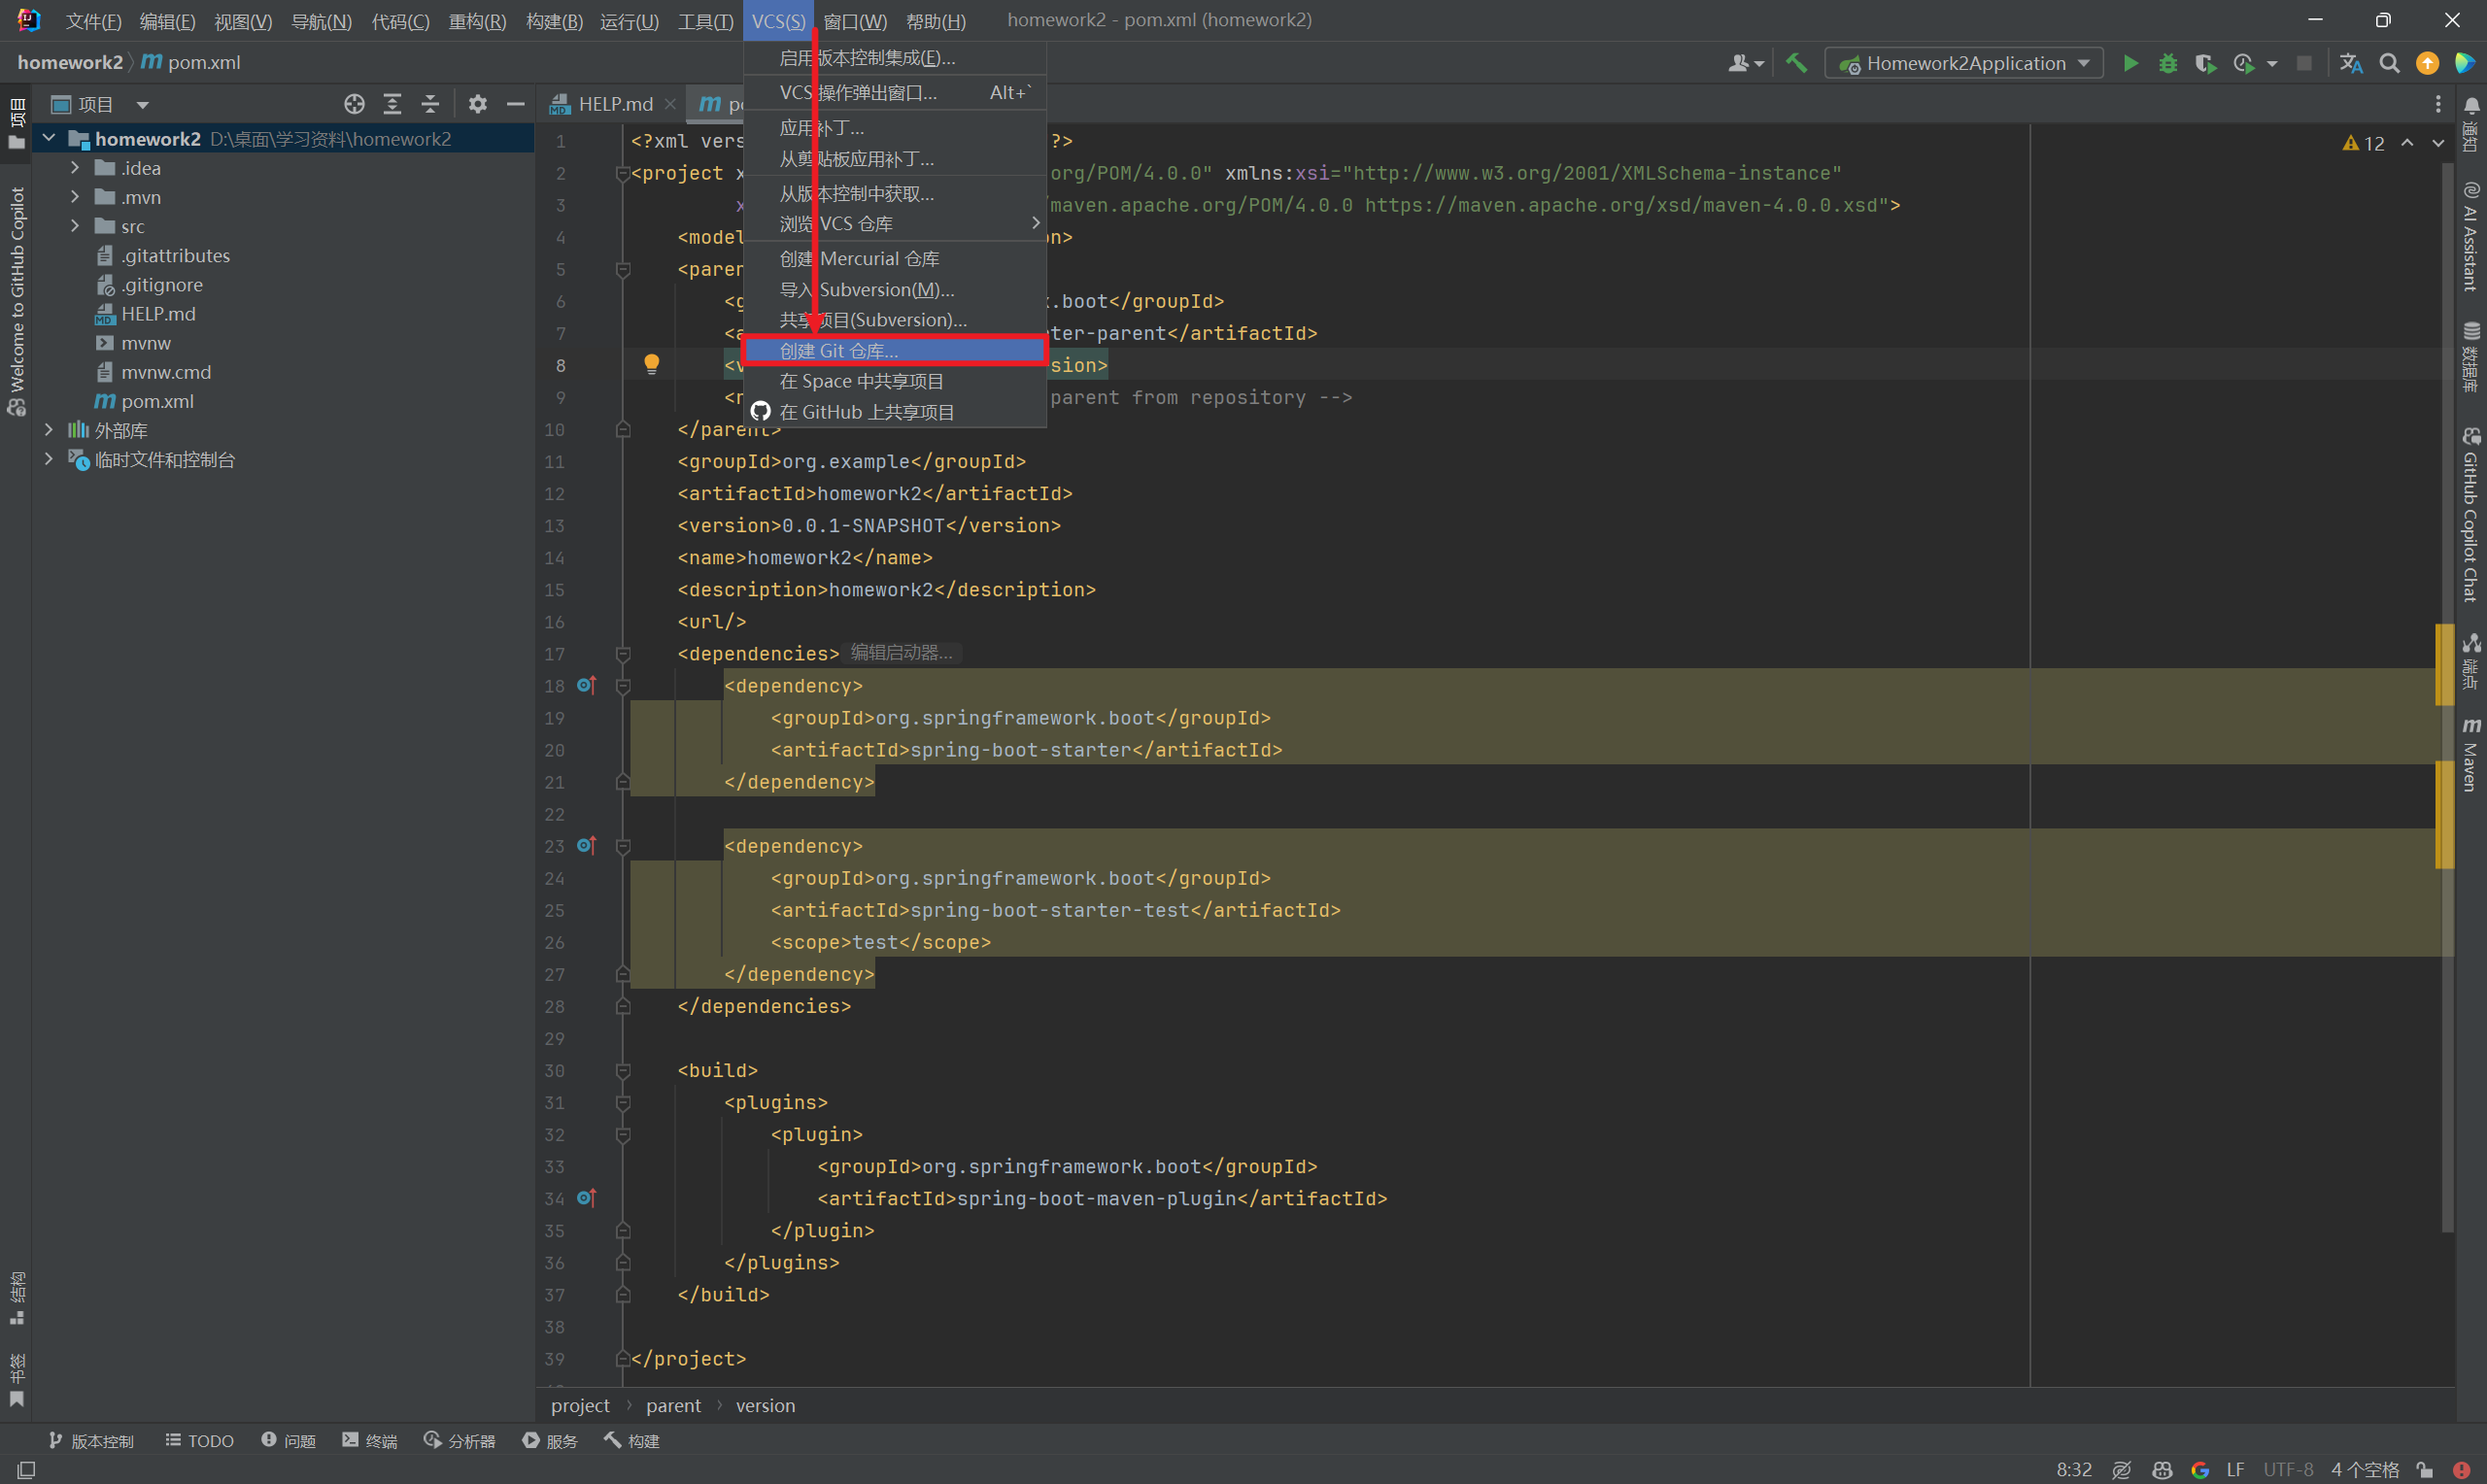 文件(F) 编辑(E) 视图(V) 导航(N) 代码(C) 重构(R) 构建(B) 运行(U) 工具(T) VCS(S) 窗口(W) 帮助(H) homework2 - pom.xml (homework2)
homework2 pom.xml
Homework2Application
项目
HELP.md
启用版本控制集成(E)...
VCS 操作弹出窗口... Alt+`
应用补丁...
从剪贴板应用补丁...
从版本控制中获取...
浏览 VCS 仓库
创建 Mercurial 仓库
导入 Subversion(M)...
共享项目(Subversion)...
创建 Git 仓库...
在 Space 中共享项目
在 GitHub 上共享项目
项目
Welcome to GitHub Copilot
结构
书签
homework2 D:\桌面\学习资料\homework2
.idea
.mvn
src
.gitattributes
.gitignore
HELP.md
mvnw
mvnw.cmd
pom.xml
外部库
临时文件和控制台
12
1 <?xml vers ?>
2 <project x org/POM/4.0.0" xmlns:xsi="http://www.w3.org/2001/XMLSchema-instance"
3 x maven.apache.org/POM/4.0.0 https://maven.apache.org/xsd/maven-4.0.0.xsd">
4 <model n>
5 <paren
6 <g .boot</groupId>
7 <a ter-parent</artifactId>
8 <v sion>
9 <r parent from repository -->
10 </parent>
11 <groupId>org.example</groupId>
12 <artifactId>homework2</artifactId>
13 <version>0.0.1-SNAPSHOT</version>
14 <name>homework2</name>
15 <description>homework2</description>
16 <url/>
17 <dependencies> 编辑启动器...
18 <dependency>
19 <groupId>org.springframework.boot</groupId>
20 <artifactId>spring-boot-starter</artifactId>
21 </dependency>
22
23 <dependency>
24 <groupId>org.springframework.boot</groupId>
25 <artifactId>spring-boot-starter-test</artifactId>
26 <scope>test</scope>
27 </dependency>
28 </dependencies>
29
30 <build>
31 <plugins>
32 <plugin>
33 <groupId>org.springframework.boot</groupId>
34 <artifactId>spring-boot-maven-plugin</artifactId>
35 </plugin>
36 </plugins>
37 </build>
38
39 </project>
通知
AI Assistant
数据库
GitHub Copilot Chat
端点
Maven
project parent version
版本控制 TODO 问题 终端 分析器 服务 构建
8:32 LF UTF-8 4 个空格